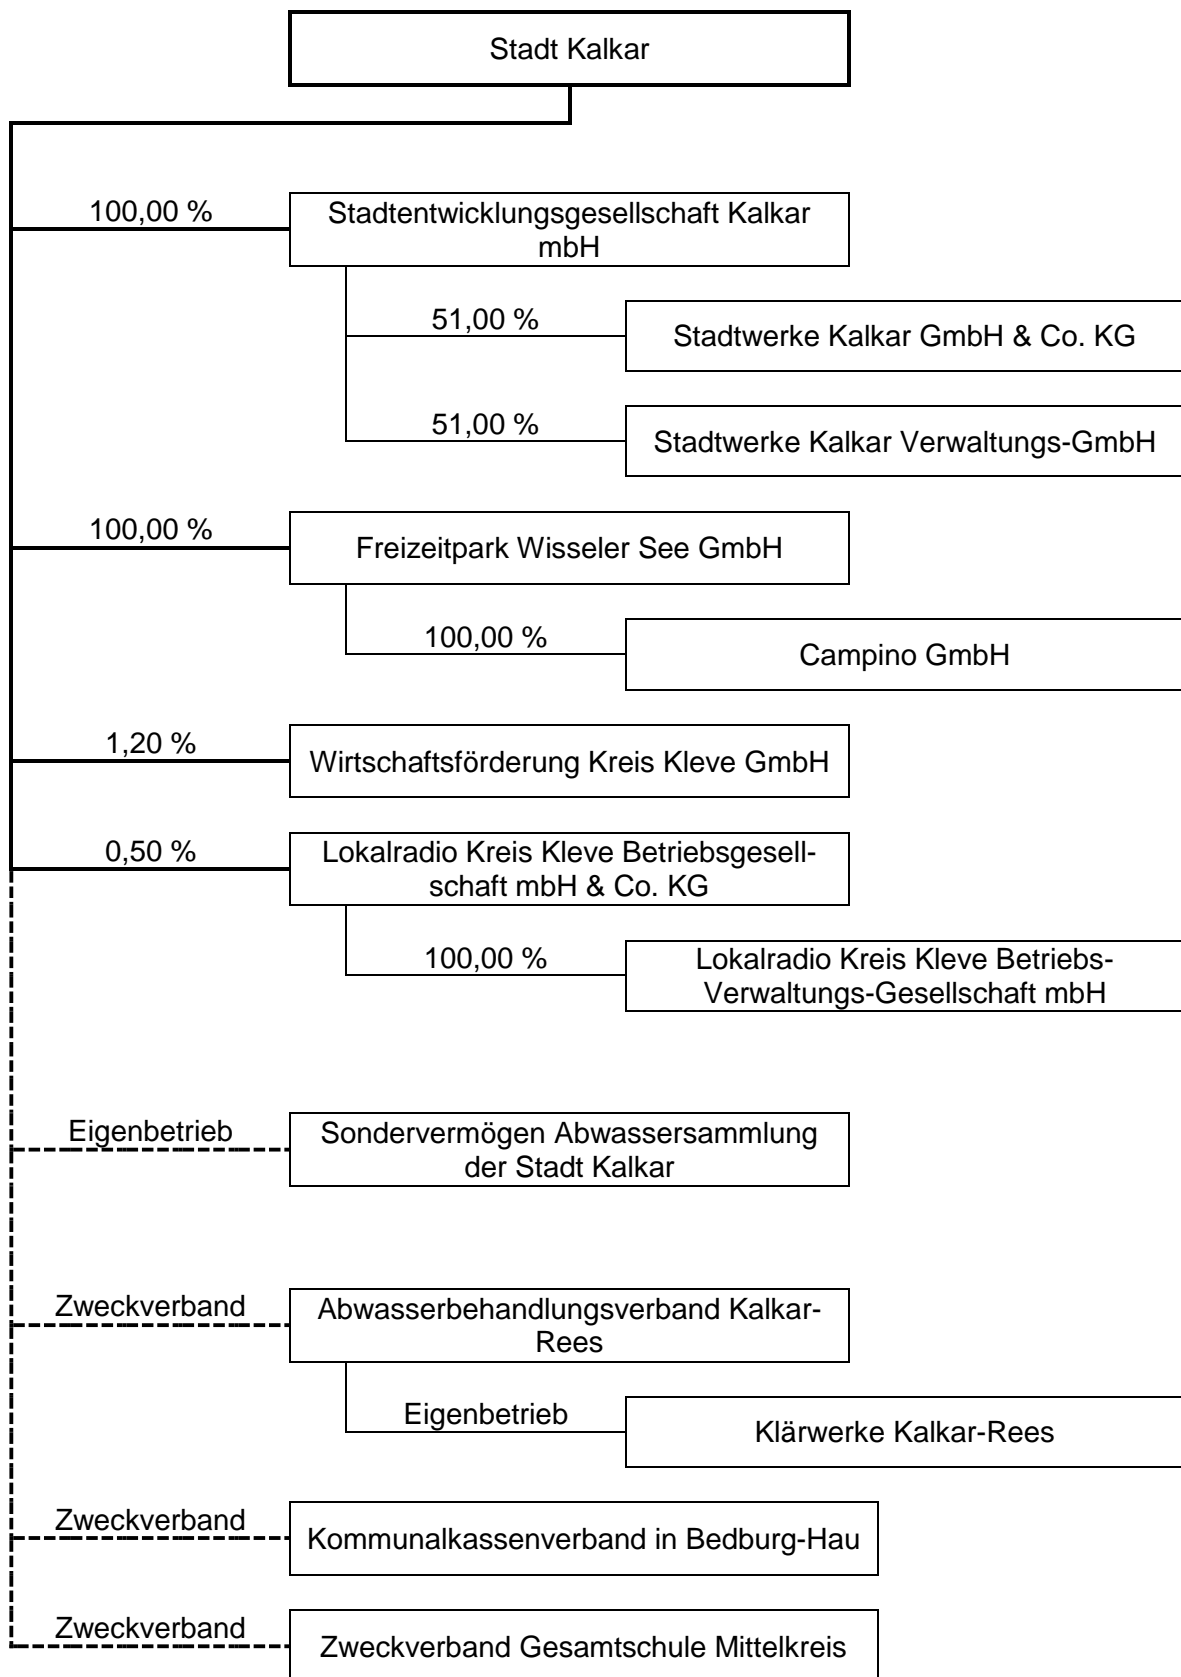 Stadt Kalkar
100,00 %
Stadtentwicklungsgesellschaft Kalkar
mbH
51,00 %
Stadtwerke Kalkar GmbH & Co. KG
51,00 %
Stadtwerke Kalkar Verwaltungs-GmbH
100,00 %
Freizeitpark Wisseler See GmbH
100,00 %
Campino GmbH
1,20 %
Wirtschaftsförderung Kreis Kleve GmbH
0,50 %
Lokalradio Kreis Kleve Betriebsgesell-
schaft mbH & Co. KG
100,00 %
Lokalradio Kreis Kleve Betriebs-
Verwaltungs-Gesellschaft mbH
Eigenbetrieb
Sondervermögen Abwassersammlung
der Stadt Kalkar
Zweckverband
Abwasserbehandlungsverband Kalkar-
Rees
Eigenbetrieb
Klärwerke Kalkar-Rees
Zweckverband
Kommunalkassenverband in Bedburg-Hau
Zweckverband
Zweckverband Gesamtschule Mittelkreis